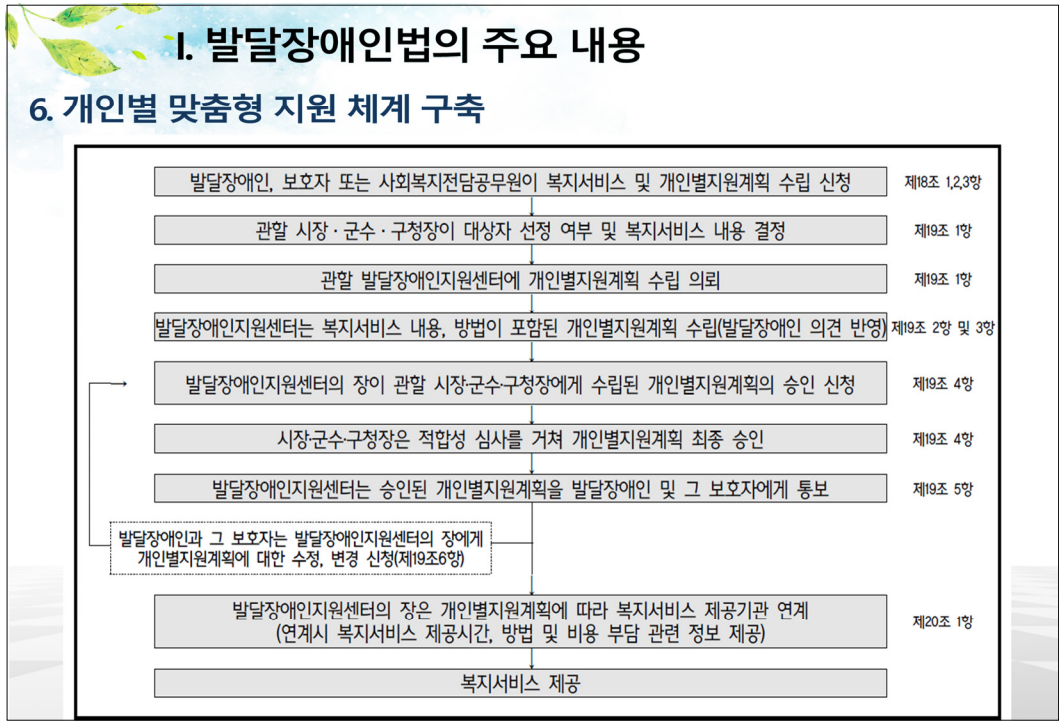 I. 발달장애인법의 주요 내용
6. 개인별 맞춤형 지원 체계 구축
발달장애인, 보호자 또는 사회복지전담공무원이 복지서비스 및 개인별지원계획 수립 신청 제18조 1,2,3항
관할 시장·군수·구청장이 대상자 선정 여부 및 복지서비스 내용 결정 제19조 1항
관할 발달장애인지원센터에 개인별지원계획 수립 의뢰 제19조 1항
발달장애인지원센터는 복지서비스 내용, 방법이 포함된 개인별지원계획 수립(발달장애인 의견 반영) 제19조 2항 및 3항
발달장애인지원센터의 장이 관할 시장·군수·구청장에게 수립된 개인별지원계획의 승인 신청 제19조 4항
시장·군수·구청장은 적합성 심사를 거쳐 개인별지원계획 최종 승인 제19조 4항
발달장애인지원센터는 승인된 개인별지원계획을 발달장애인 및 그 보호자에게 통보 제19조 5항
발달장애인과 그 보호자는 발달장애인지원센터의 장에게
개인별지원계획에 대한 수정, 변경 신청(제19조6항)
발달장애인지원센터의 장은 개인별지원계획에 따라 복지서비스 제공기관 연계
(연계시 복지서비스 제공시간, 방법 및 비용 부담 관련 정보 제공) 제20조 1항
복지서비스 제공